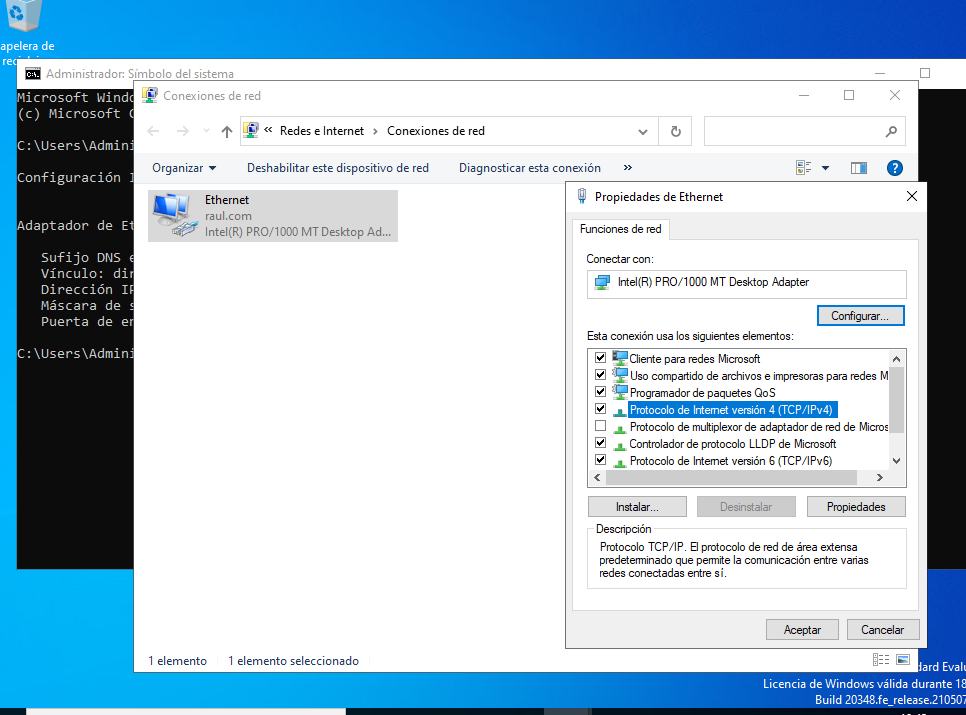 apelera de
Administrador: Símbolo del sistema
Microsoft Windo
(c) Microsoft C
C:\Users\Admini
Configuración I
Adaptador de Et
Sufijo DNS e
Vínculo: dir
Dirección IP
Máscara de s
Puerta de en
C:\Users\Admini
Conexiones de red
« Redes e Internet › Conexiones de red
Organizar
Deshabilitar este dispositivo de red
Diagnosticar esta conexión
»
?
Ethernet
raul.com
Intel(R) PRO/1000 MT Desktop Ad...
Propiedades de Ethernet
Funciones de red
Conectar con:
Intel(R) PRO/1000 MT Desktop Adapter
Configurar...
Esta conexión usa los siguientes elementos:
Cliente para redes Microsoft
Uso compartido de archivos e impresoras para redes M
Programador de paquetes QoS
Protocolo de Internet versión 4 (TCP/IPv4)
Protocolo de multiplexor de adaptador de red de Micros
Controlador de protocolo LLDP de Microsoft
Protocolo de Internet versión 6 (TCP/IPv6)
Instalar...
Desinstalar
Propiedades
Descripción
Protocolo TCP/IP. El protocolo de red de área extensa
predeterminado que permite la comunicación entre varias
redes conectadas entre sí.
Aceptar
Cancelar
1 elemento
1 elemento seleccionado
dard Evalu
Licencia de Windows válida durante 18
Build 20348.fe_release.210507